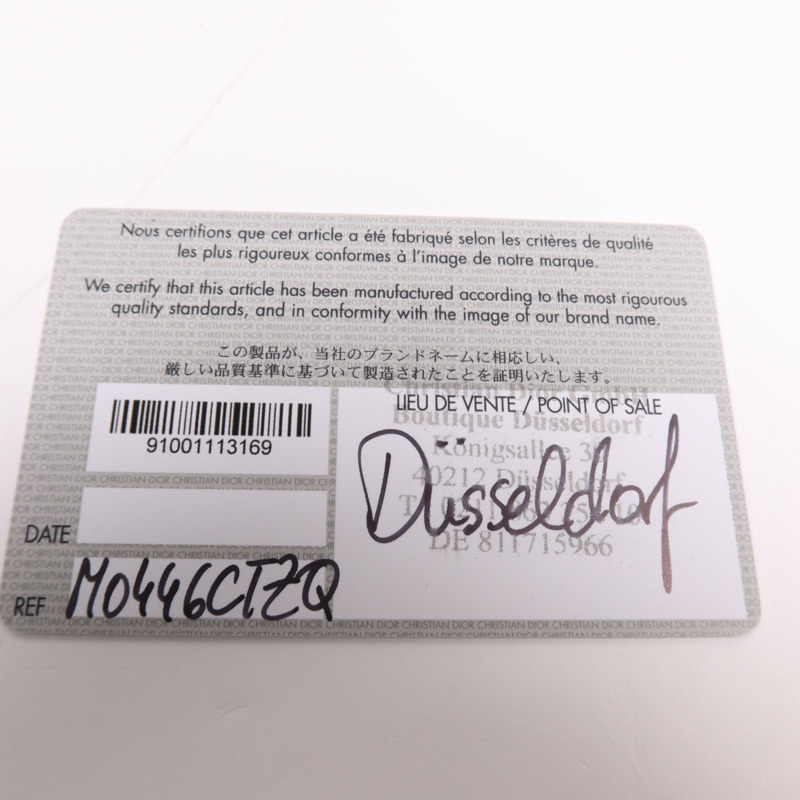 Nous certifions que cet article a été fabriqué selon les critères de qualité
les plus rigoureux conformes à l'image de notre marque.
We certify that this article has been manufactured according to the most rigourous
quality standards, and in conformity with the image of our brand name.
この製品が、当社のブランドネームに相応しい、
厳しい品質基準に基づいて製造されたことを証明いたします。
91001113169
DATE
REF M0446CTZQ
LIEU DE VENTE / POINT OF SALE
Christian Dior
Boutique Düsseldorf
Königsallee
40212 Düsseldorf
DE 811715966
Düsseldorf